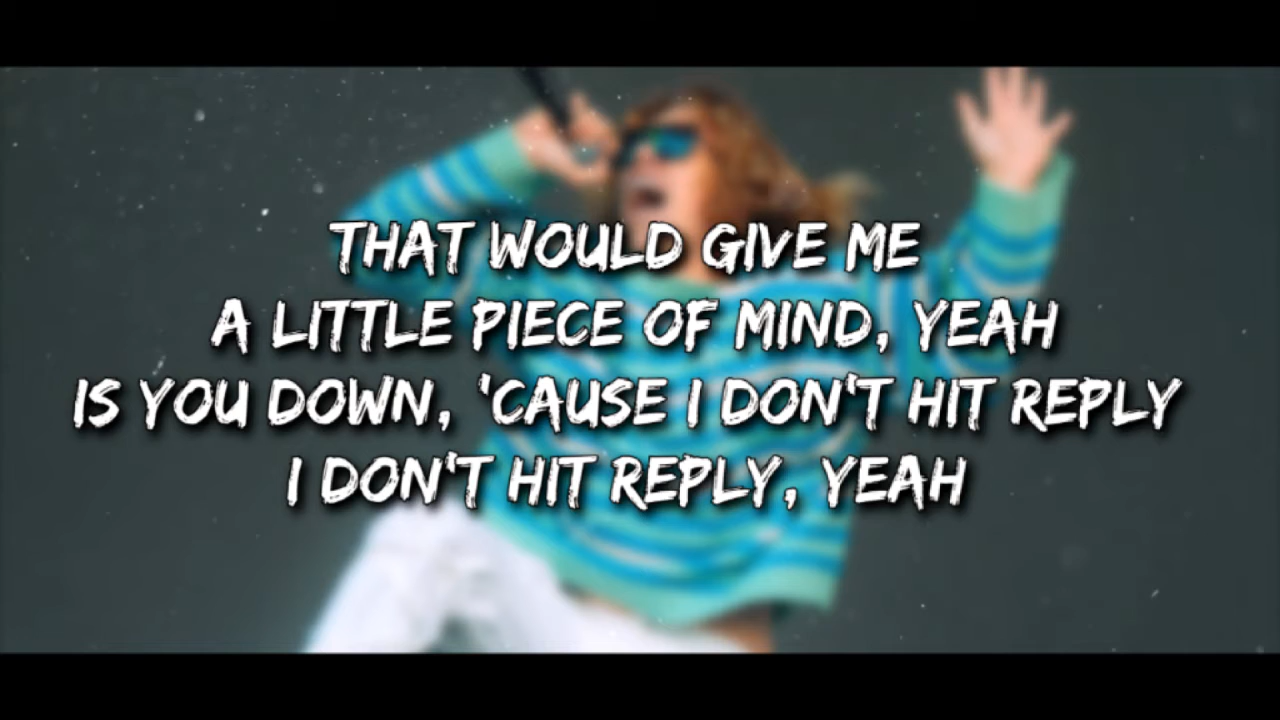 THAT WOULD GIVE ME
A LITTLE PIECE OF MIND, YEAH
IS YOU DOWN, 'CAUSE I DON'T HIT REPLY
I DON'T HIT REPLY, YEAH